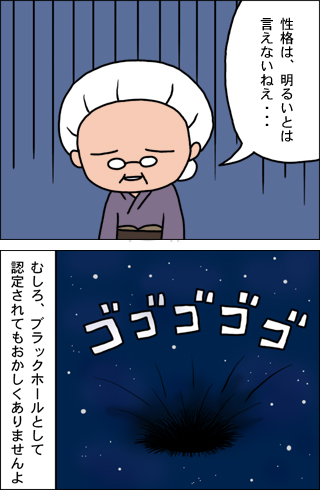 性格は、明るいとは
言えないねえ・・・
ゴゴゴゴゴ
むしろ、ブラックホールとして
認定されてもおかしくありませんよ